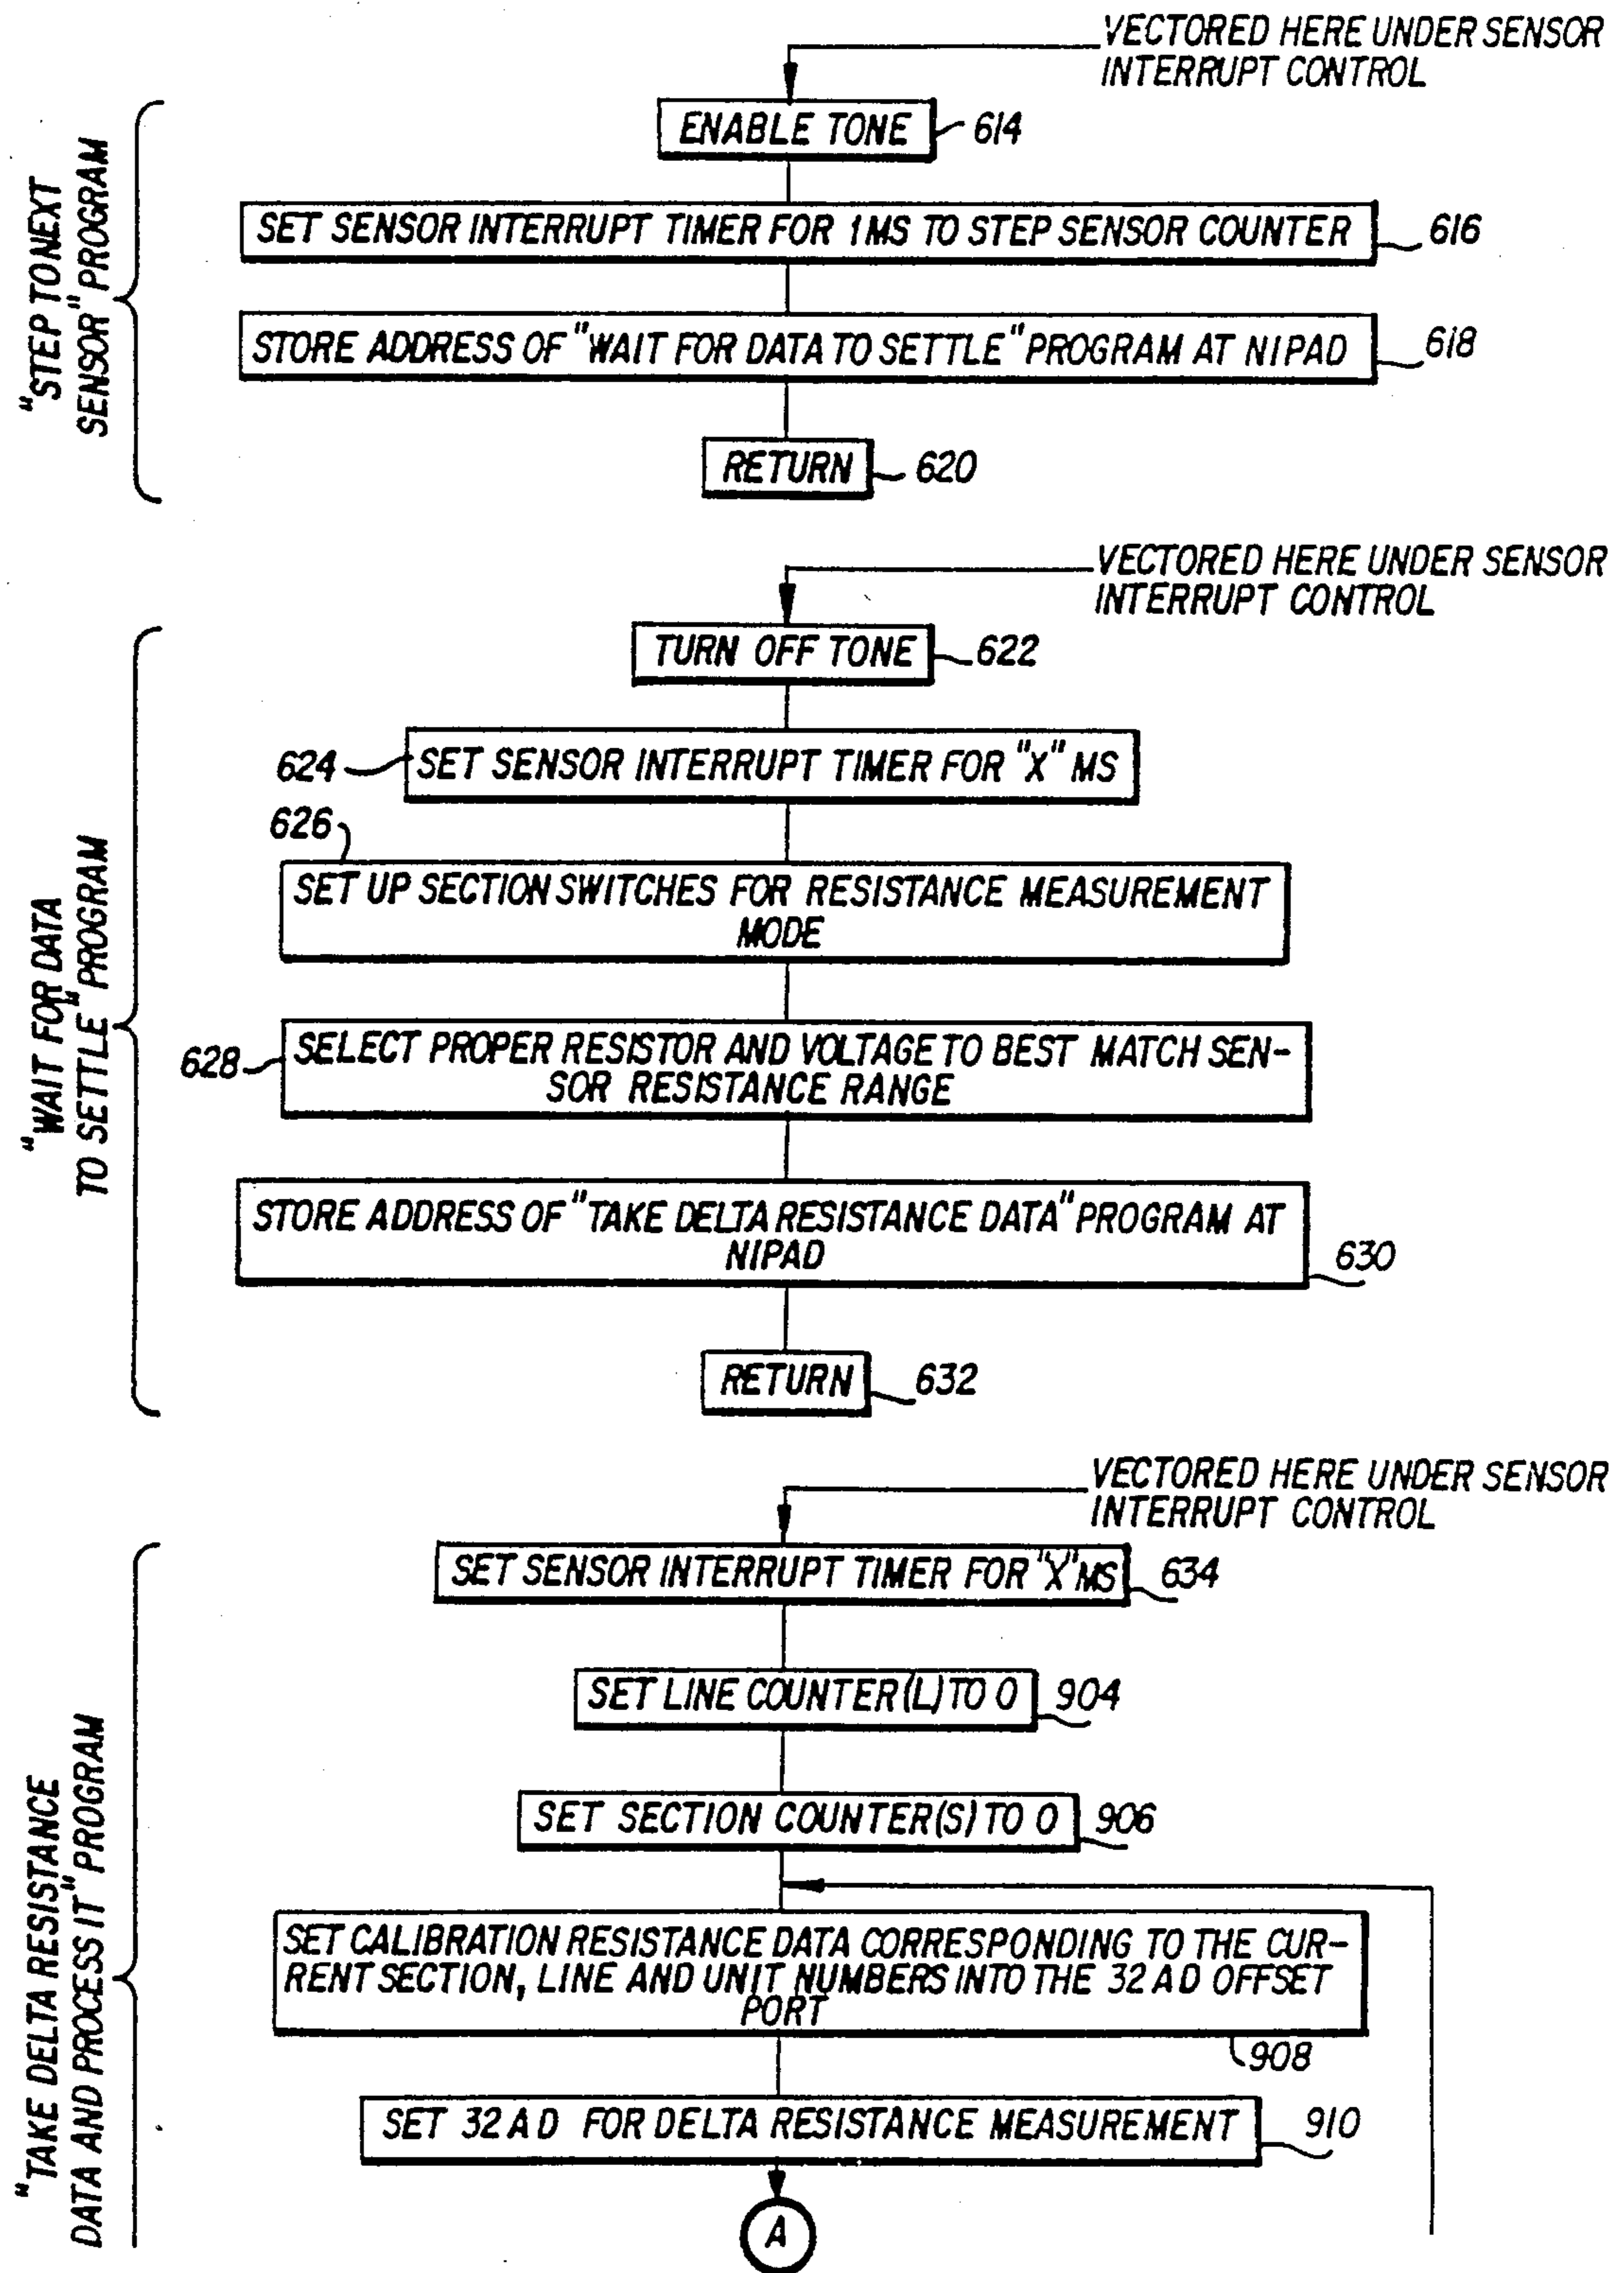 VECTORED HERE UNDER SENSOR
INTERRUPT CONTROL
"STEP TO NEXT
SENSOR" PROGRAM
ENABLE TONE
614
SET SENSOR INTERRUPT TIMER FOR 1 MS TO STEP SENSOR COUNTER
616
STORE ADDRESS OF "WAIT FOR DATA TO SETTLE" PROGRAM AT NIPAD
618
RETURN
620
VECTORED HERE UNDER SENSOR
INTERRUPT CONTROL
"WAIT FOR DATA
TO SETTLE" PROGRAM
TURN OFF TONE
622
624
SET SENSOR INTERRUPT TIMER FOR "X" MS
626
SET UP SECTION SWITCHES FOR RESISTANCE MEASUREMENT
MODE
628
SELECT PROPER RESISTOR AND VOLTAGE TO BEST MATCH SEN-
SOR RESISTANCE RANGE
STORE ADDRESS OF "TAKE DELTA RESISTANCE DATA" PROGRAM AT
NIPAD
630
RETURN
632
VECTORED HERE UNDER SENSOR
INTERRUPT CONTROL
"TAKE DELTA RESISTANCE
DATA AND PROCESS IT" PROGRAM
SET SENSOR INTERRUPT TIMER FOR "X" MS
634
SET LINE COUNTER (L) TO 0
904
SET SECTION COUNTER (S) TO 0
906
SET CALIBRATION RESISTANCE DATA CORRESPONDING TO THE CUR-
RENT SECTION, LINE AND UNIT NUMBERS INTO THE 32 AD OFFSET
PORT
908
SET 32 AD FOR DELTA RESISTANCE MEASUREMENT
910
A